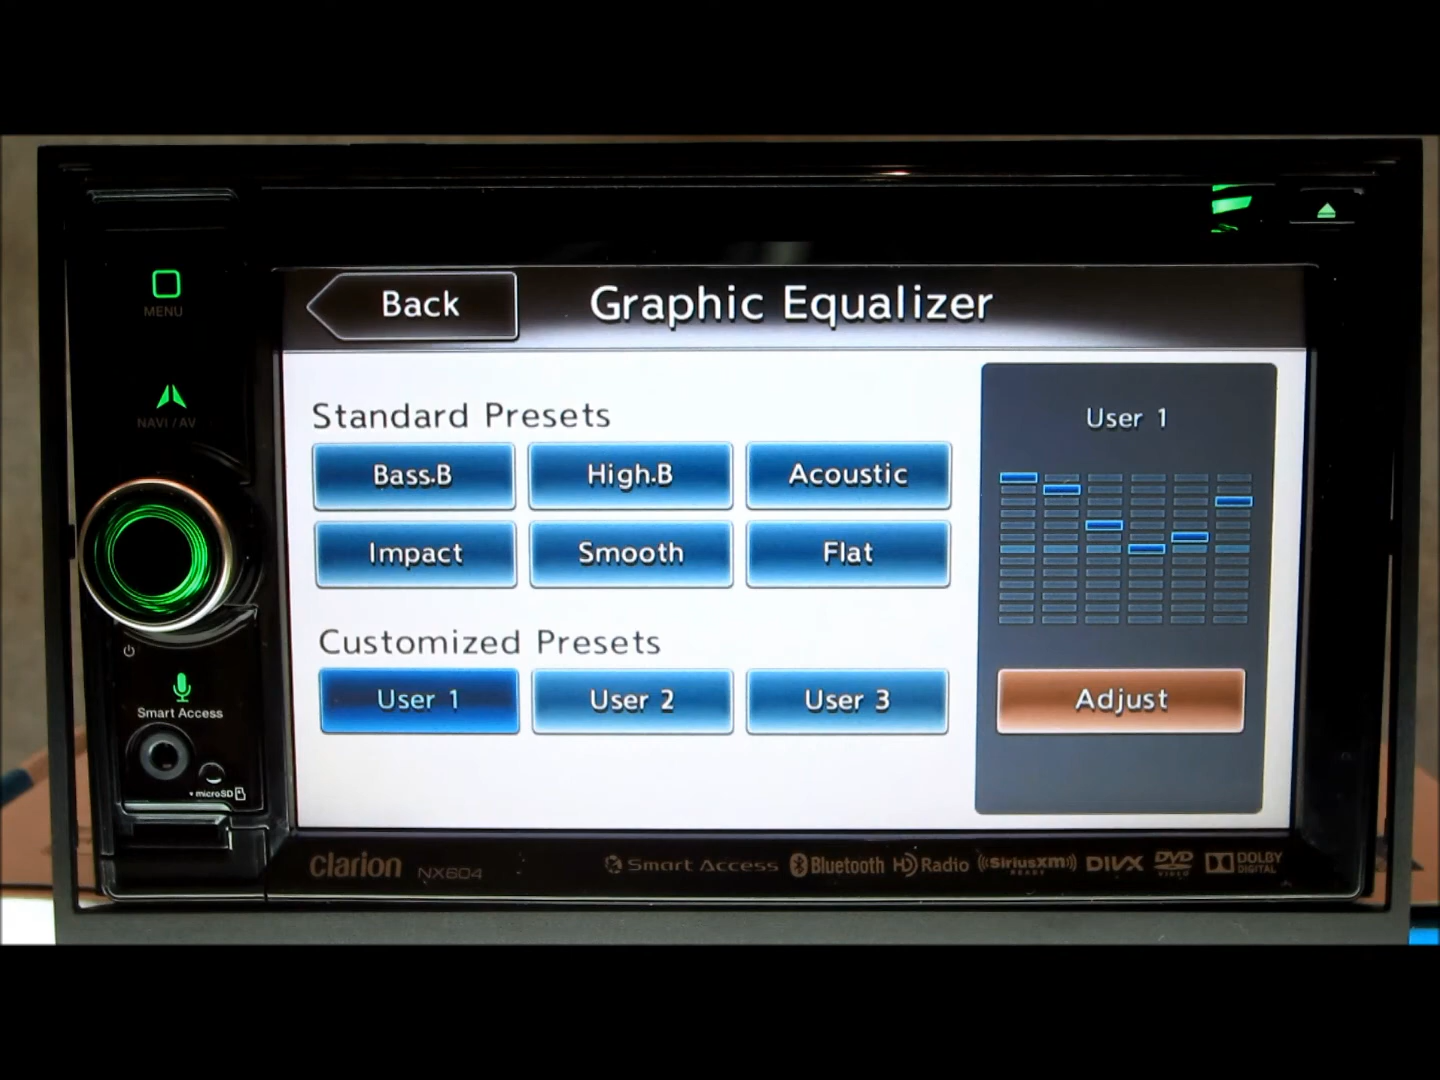 MENU
NAVI / AV
Back
Graphic Equalizer
Standard Presets
Bass.B
High.B
Acoustic
Impact
Smooth
Flat
Customized Presets
User 1
User 2
User 3
User 1
Adjust
Smart Access
microSD
clarion NX604
Smart Access Bluetooth HD Radio ((SiriusXM)) READY DIVX DVD VIDEO DOLBY DIGITAL